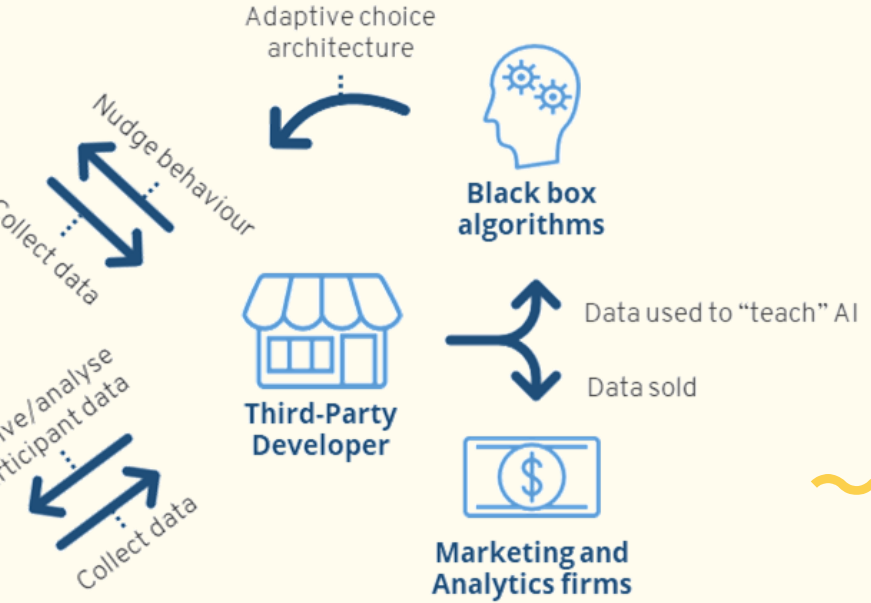 Adaptive choice
architecture
Nudge behaviour
Collect data
Black box
algorithms
Data used to “teach” AI
Data sold
Third-Party
Developer
data
Collect data
Marketing and
Analytics firms